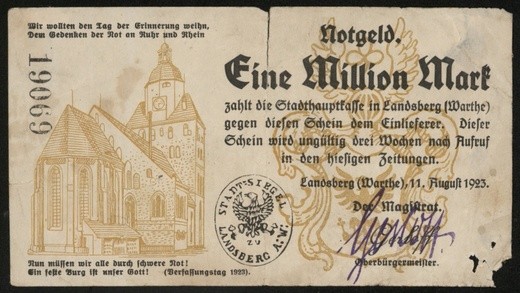 Wir wollten den Tag der Erinnerung weihn,
Dem Gedenken der Not an Ruhr und Rhein
19069
Nun müssen wir alle durch schwere Not!
Ein feste Burg ist unser Gott! (Verfassungstag 1923).
Notgeld.
Eine Million Mark
zahlt die Stadthauptkasse in Landsberg (Warthe)
gegen diesen Schein dem Einlieferer. Dieser
Schein wird ungültig drei Wochen nach Aufruf
in den hiesigen Zeitungen.
Landsberg (Warthe), 11. August 1923.
Der Magistrat.
Oberbürgermeister.
STADT-SIEGEL
LANDSBERG A. W.